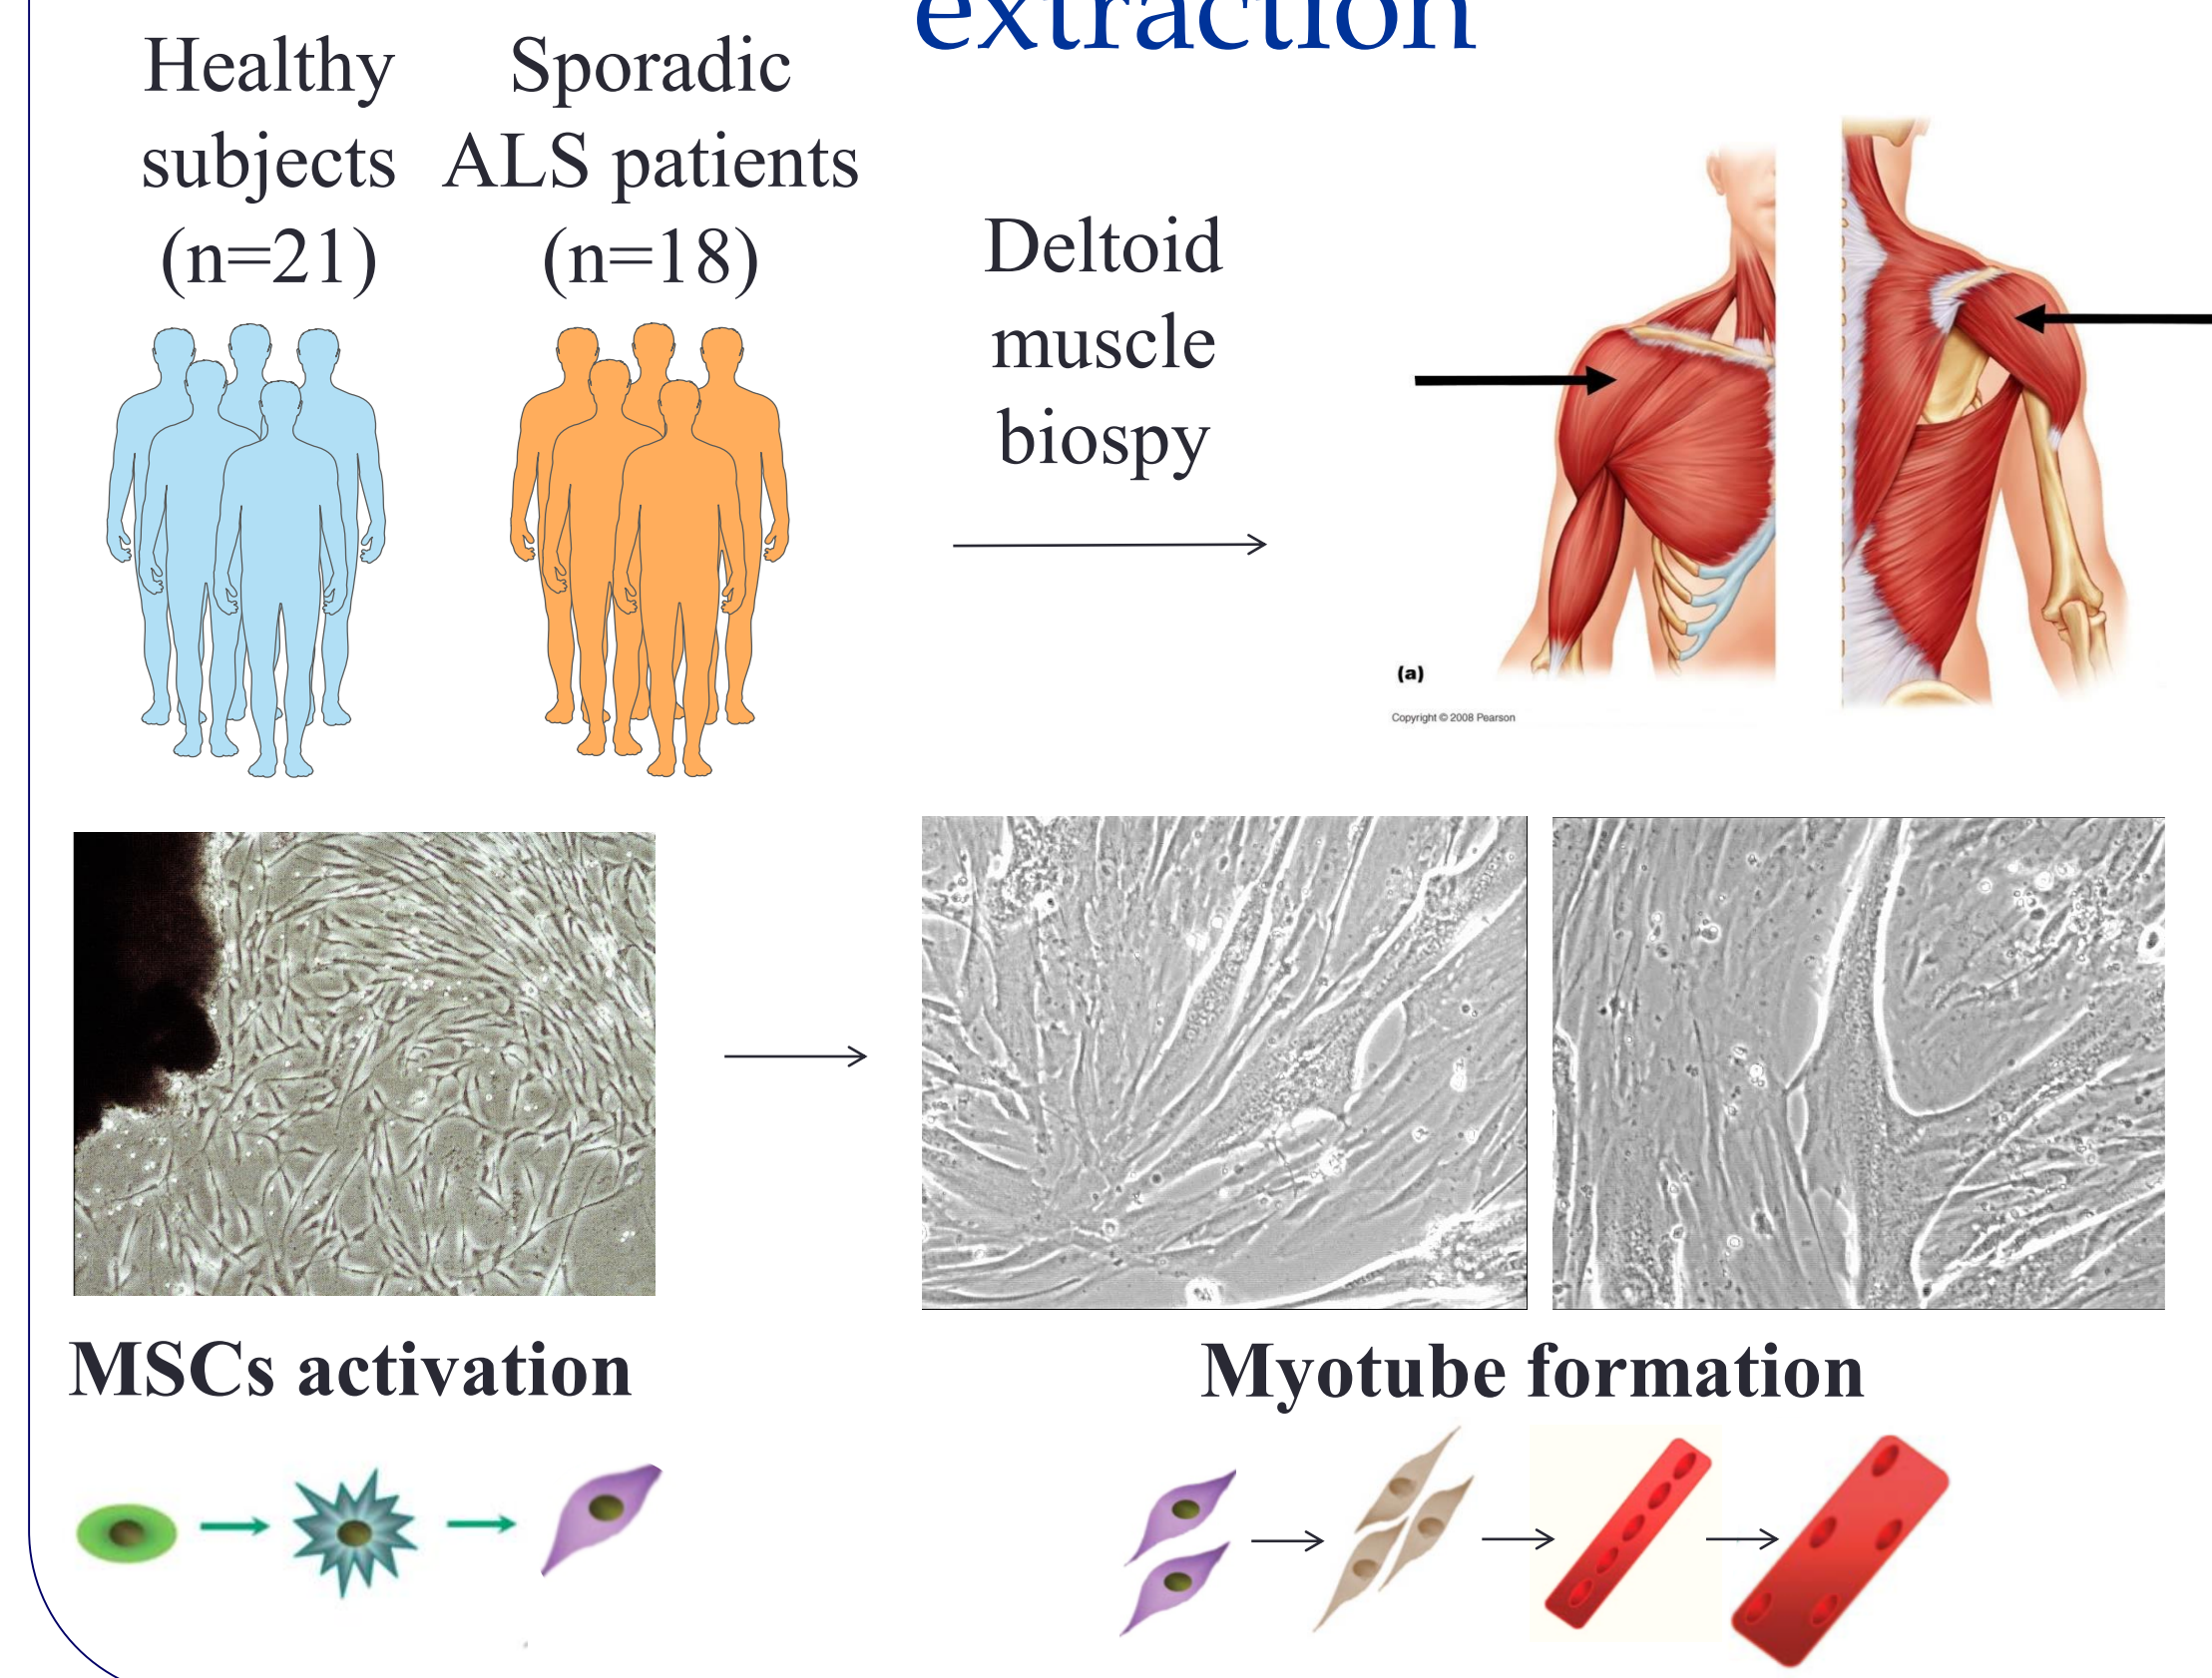 extraction
Healthy
subjects
(n=21)
Sporadic
ALS patients
(n=18)
Deltoid
muscle
biospy
(a)
Copyright © 2008 Pearson
MSCs activation
Myotube formation